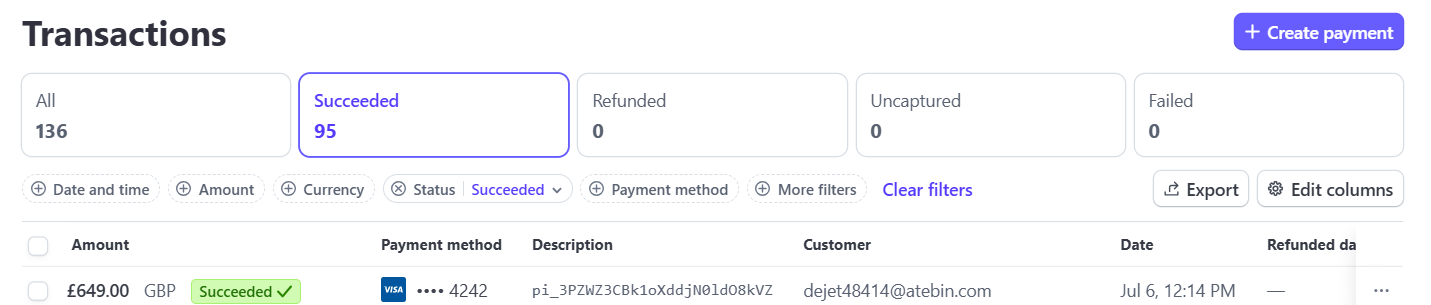 Transactions
+ Create payment
All
136
Succeeded
95
Refunded
0
Uncaptured
0
Failed
0
Date and time
Amount
Currency
Status | Succeeded
Payment method
More filters
Clear filters
Export
Edit columns
Amount Payment method Description Customer Date Refunded da
£649.00 GBP Succeeded ✓ VISA •••• 4242 pi_3PZWZ3CBk1oXddjN0ldO8kVZ dejet48414@atebin.com Jul 6, 12:14 PM — ···